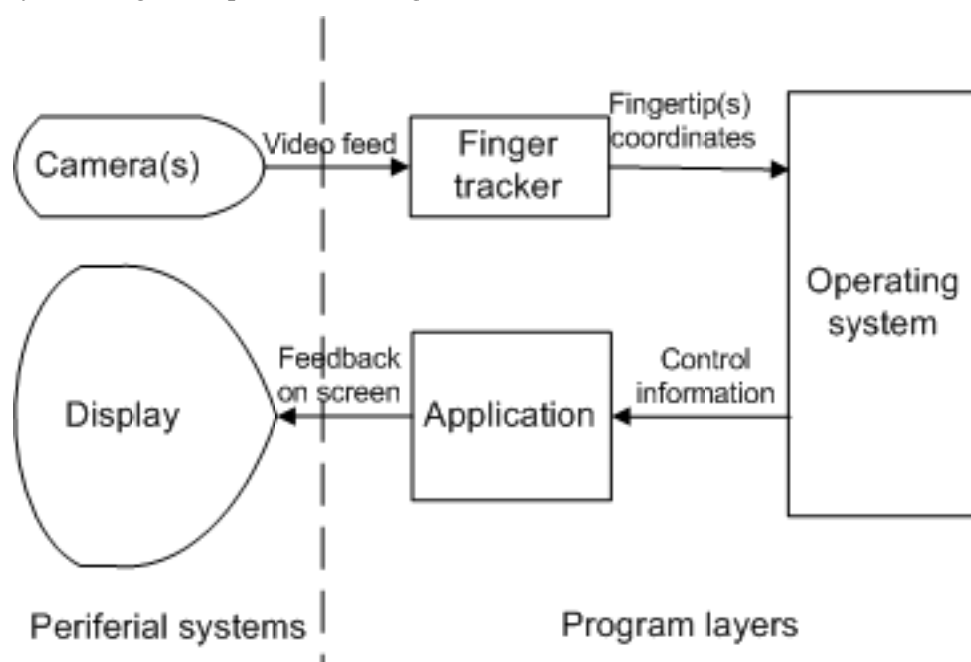 Camera(s)
Video feed
Finger
tracker
Fingertip(s)
coordinates
Operating
system
Display
Feedback
on screen
Application
Control
information
Periferial systems
Program layers